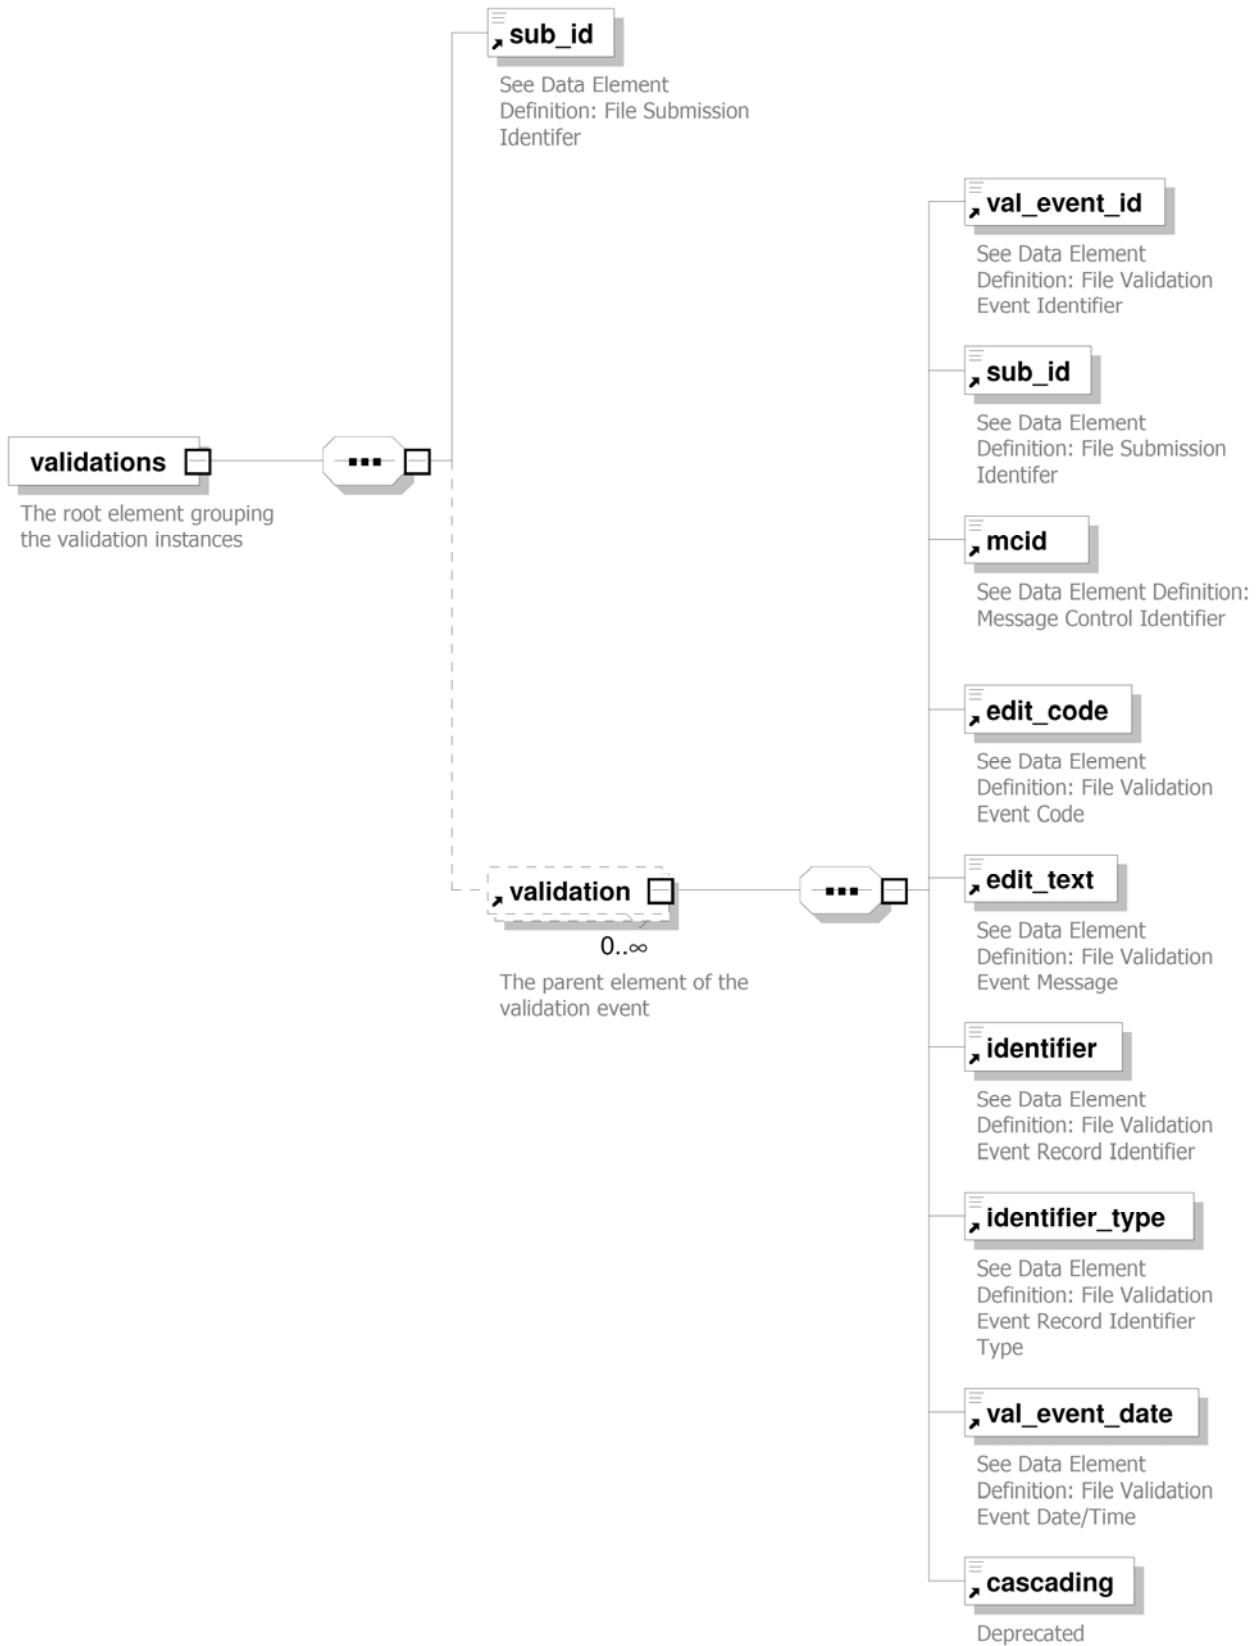 sub_id
See Data Element
Definition: File Submission
Identifer
val_event_id
See Data Element
Definition: File Validation
Event Identifier
sub_id
See Data Element
Definition: File Submission
Identifer
validations
The root element grouping
the validation instances
mcid
See Data Element Definition:
Message Control Identifier
edit_code
See Data Element
Definition: File Validation
Event Code
validation
0..∞
The parent element of the
validation event
edit_text
See Data Element
Definition: File Validation
Event Message
identifier
See Data Element
Definition: File Validation
Event Record Identifier
identifier_type
See Data Element
Definition: File Validation
Event Record Identifier
Type
val_event_date
See Data Element
Definition: File Validation
Event Date/Time
cascading
Deprecated